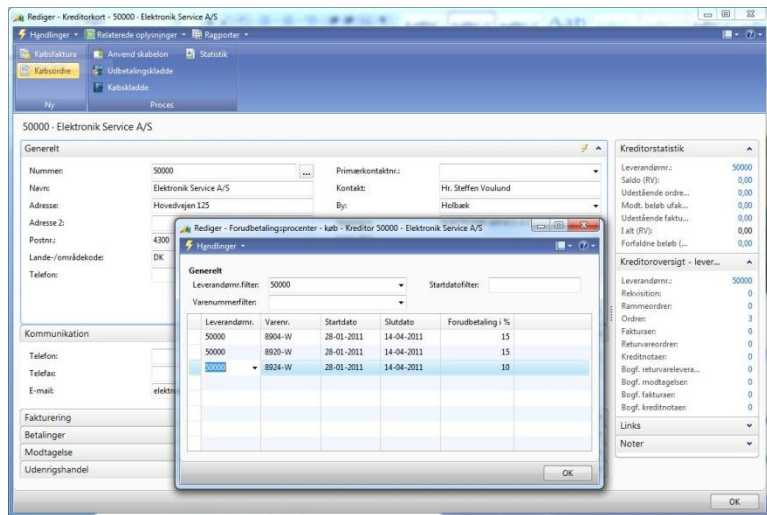 Rediger - Kreditorkort - 50000 - Elektronik Service A/S
Handlinger Relaterede oplysninger Rapporter
Købsfaktura Anvend skabelon Statistik
Købsordre Udbetalingskladde
Købskladde
Ny Proces
50000 - Elektronik Service A/S
Generelt
Nummer: 50000 ... Primærkontaktnr.:
Navn: Elektronik Service A/S Kontakt: Hr. Steffen Voulund
Adresse: Hovedvejen 125 By: Holbæk
Adresse 2:
Postnr.: 4300
Lande-/områdekode: DK
Telefon:
Kommunikation
Telefon:
Telefax:
E-mail: elektro
Fakturering
Betalinger
Modtagelse
Udenrigshandel
Rediger - Forudbetalingsprocenter - køb - Kreditor 50000 - Elektronik Service A/S
Handlinger
Generelt
Leverandørnr.filter: 50000 Startdatofilter:
Varenummerfilter:
Leverandørnr. Varenr. Startdato Slutdato Forudbetaling i %
50000 8904-W 28-01-2011 14-04-2011 15
50000 8920-W 28-01-2011 14-04-2011 15
50000 8924-W 28-01-2011 14-04-2011 10
OK
Kreditorstatistik
Leverandørnr.: 50000
Saldo (RV): 0,00
Udestående ordre... 0,00
Modt. beløb ufak... 0,00
Udestående faktu... 0,00
I alt (RV): 0,00
Forfaldne beløb (... 0,00
Kreditoroversigt - lever...
Leverandørnr.: 50000
Rekvisition: 0
Rammeordrer: 0
Ordrer: 3
Fakturaer: 0
Returvareordrer: 0
Kreditnotaer: 0
Bogf. returvarelevera... 0
Bogf. modtagelser: 0
Bogf. fakturaer: 0
Bogf. kreditnotaer: 0
Links
Noter
OK